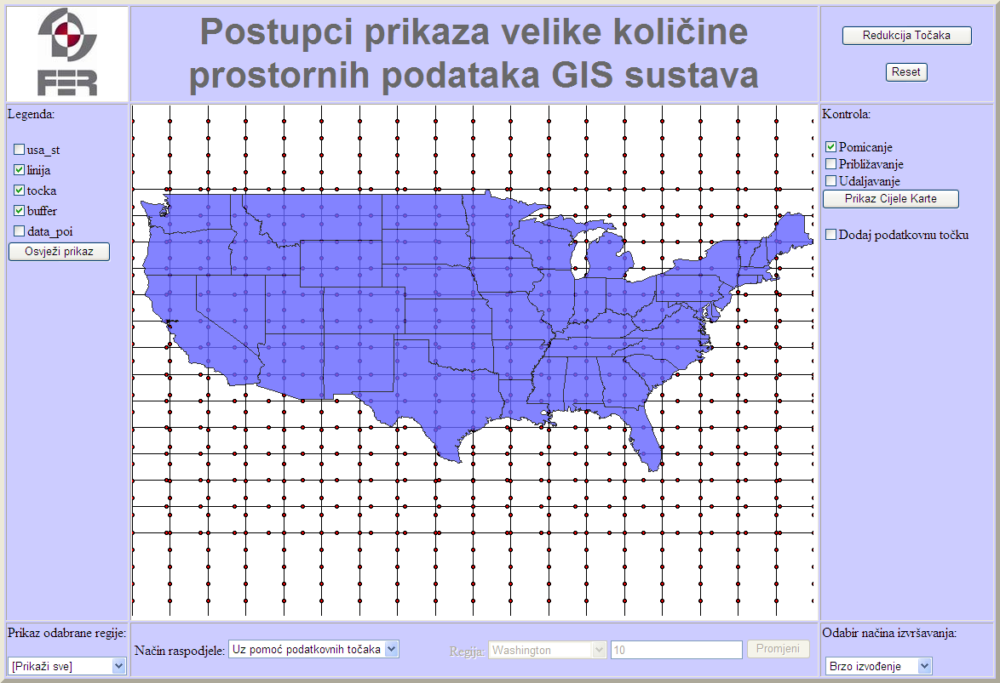 FER
Postupci prikaza velike količine
prostornih podataka GIS sustava
Redukcija Točaka
Reset
Legenda:
usa_st
linija
tocka
buffer
data_poi
Osvježi prikaz
Kontrola:
Pomicanje
Približavanje
Udaljavanje
Prikaz Cijele Karte
Dodaj podatkovnu točku
Prikaz odabrane regije:
[Prikaži sve]
Način raspodjele: Uz pomoć podatkovnih točaka
Regija: Washington 10 Promjeni
Odabir načina izvršavanja:
Brzo izvođenje